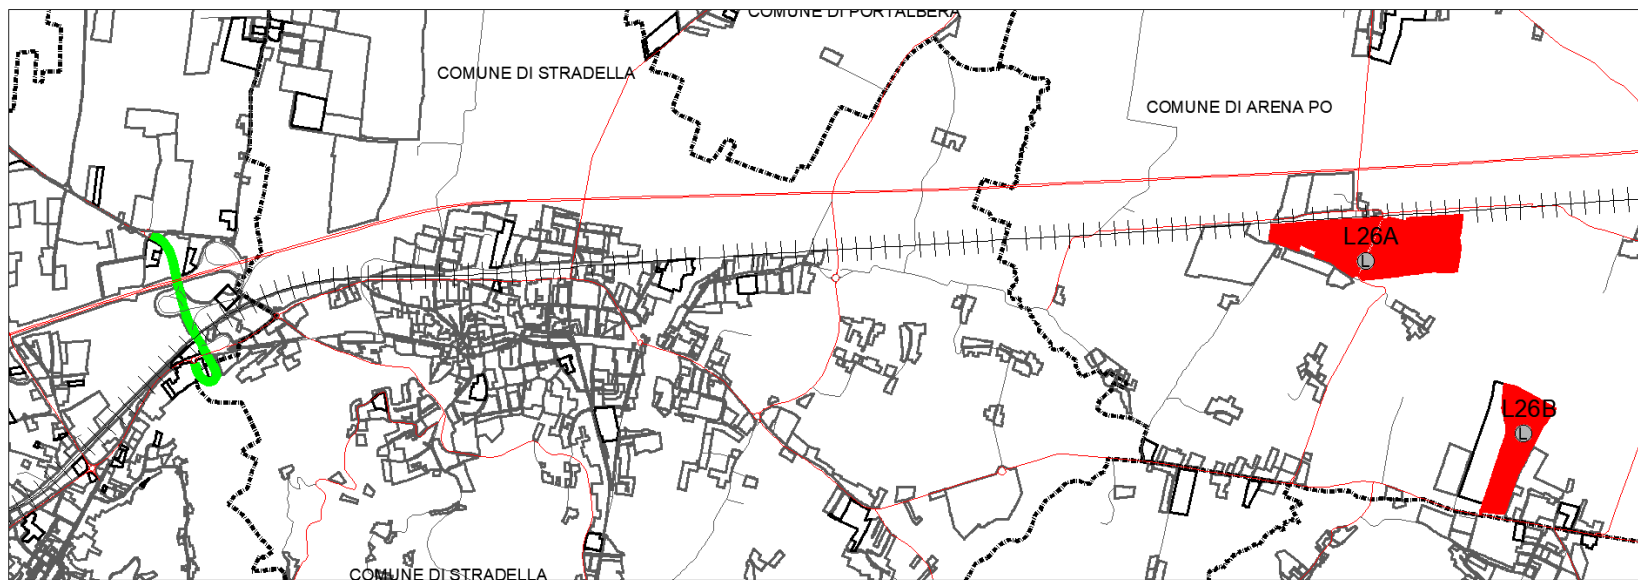 COMUNE DI PORTALBERA
COMUNE DI STRADELLA
COMUNE DI ARENA PO
L26A
L
L26B
L
COMUNE DI STRADELLA